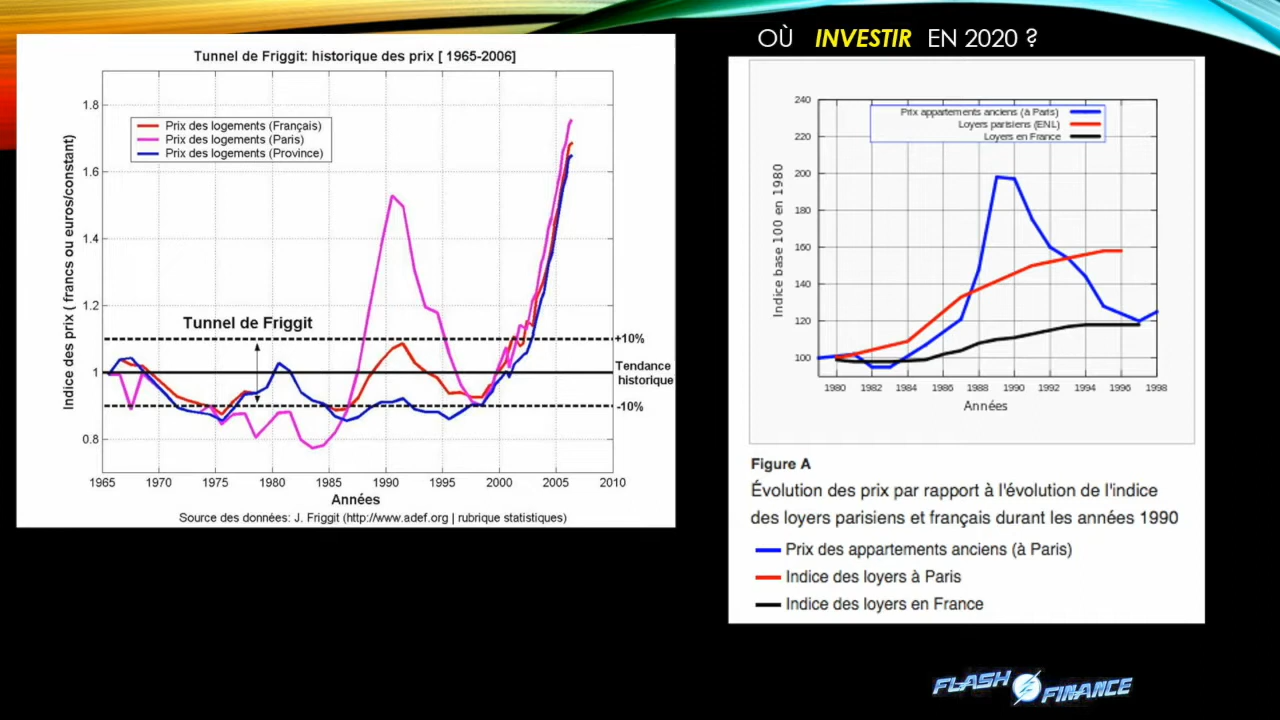 OÙ INVESTIR EN 2020 ?
Tunnel de Friggit: historique des prix [ 1965-2006]
Indice des prix ( francs ou euros/constant)
1.8
1.6
1.4
1.2
1
0.8
Prix des logements (Français)
Prix des logements (Paris)
Prix des logements (Province)
Tunnel de Friggit
+10%
Tendance
historique
-10%
1965 1970 1975 1980 1985 1990 1995 2000 2005 2010
Années
Source des données: J. Friggit (http://www.adef.org | rubrique statistiques)
Indice base 100 en 1980
240
220
200
180
160
140
120
100
Prix appartements anciens (à Paris)
Loyers parisiens (ENL)
Loyers en France
1980 1982 1984 1986 1988 1990 1992 1994 1996 1998
Années
Figure A
Évolution des prix par rapport à l'évolution de l'indice
des loyers parisiens et français durant les années 1990
Prix des appartements anciens (à Paris)
Indice des loyers à Paris
Indice des loyers en France
FLASH FINANCE